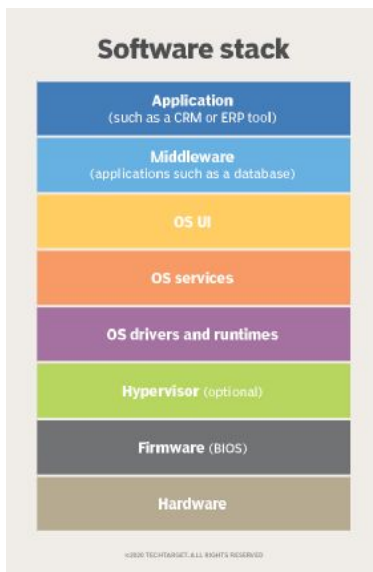 Software stack
Application
(such as a CRM or ERP tool)
Middleware
(applications such as a database)
OS UI
OS services
OS drivers and runtimes
Hypervisor (optional)
Firmware (BIOS)
Hardware
©2020 TECHTARGET. ALL RIGHTS RESERVED